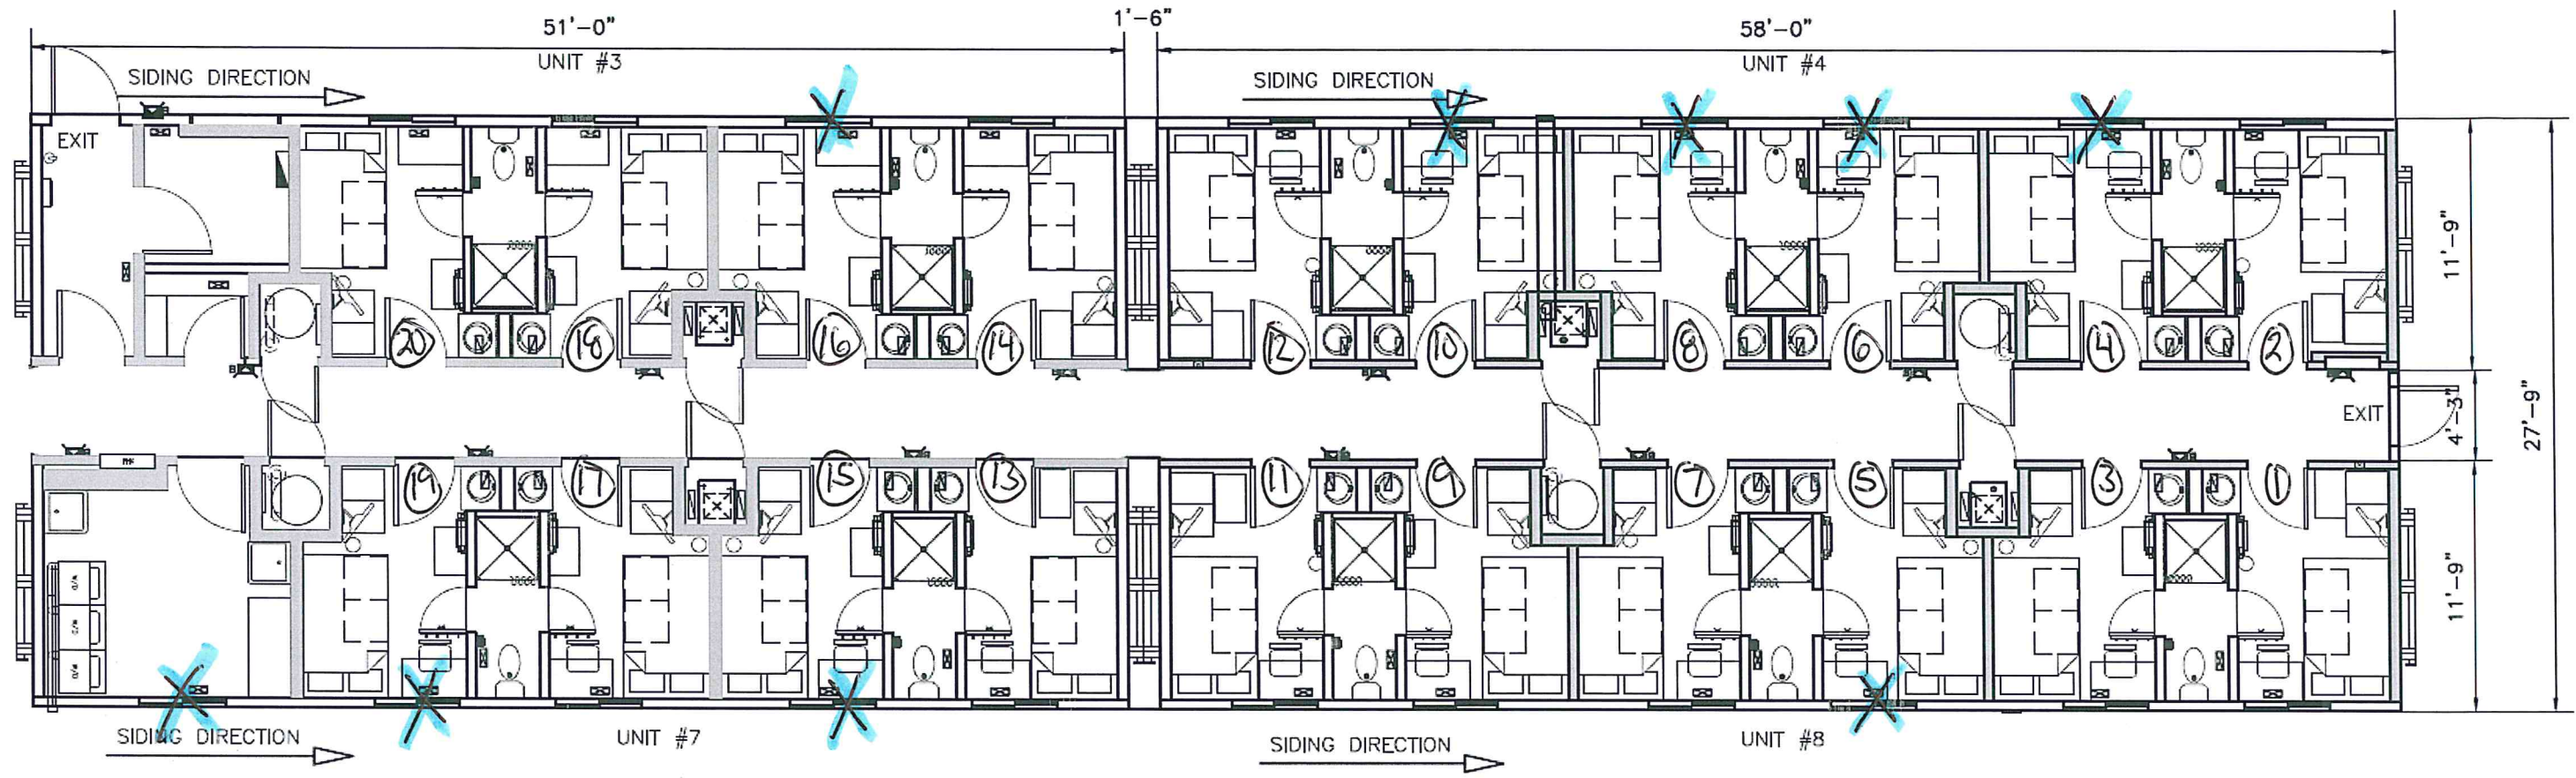 51'-0"
1'-6"
58'-0"
UNIT #3
UNIT #4
SIDING DIRECTION
SIDING DIRECTION
EXIT
11'-9"
20
18
16
14
12
10
8
6
4
2
EXIT
4'-3"
27'-9"
19
17
15
13
11
9
7
5
3
1
W/D
W/D
W/D
11'-9"
SIDING DIRECTION
UNIT #7
SIDING DIRECTION
UNIT #8